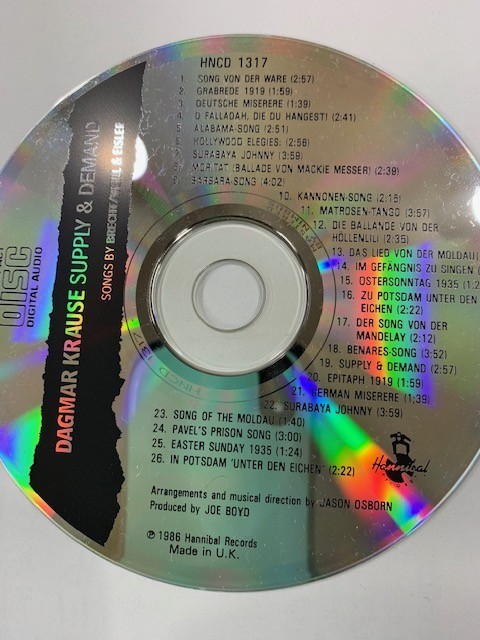 HNCD 1317
1. SONG VON DER WARE (2:57)
2. GRABREDE 1919 (1:59)
3. DEUTSCHE MISERERE (1:39)
4. O FALLADAH, DIE DU HANGEST! (2:41)
5. ALABAMA-SONG (2:51)
6. HOLLYWOOD ELEGIES: (2:56)
7. SURABAYA JOHNNY (3:59)
8. MORITAT (BALLADE VON MACKIE MESSER) (2:39)
9. BARBARA-SONG (4:02)
10. KANNONEN-SONG (2:18)
11. MATROSEN-TANGO (3:57)
12. DIE BALLANDE VON DER
HÖLLENLILI (2:35)
13. DAS LIED VON DER MOLDAU
14. IM GEFANGNIS ZU SINGEN
15. OSTERSONNTAG 1935
16. ZU POTSDAM UNTER DEN
EICHEN (2:22)
17. DER SONG VON DER
MANDELAY (2:12)
18. BENARES-SONG (3:52)
19. SUPPLY & DEMAND (2:57)
20. EPITAPH 1919 (1:59)
21. GERMAN MISERERE (1:39)
22. SURABAYA JOHNNY (3:59)
23. SONG OF THE MOLDAU (1:40)
24. PAVEL'S PRISON SONG (3:00)
25. EASTER SUNDAY 1935 (1:24)
26. IN POTSDAM 'UNTER DEN EICHEN' (2:22)
Arrangements and musical direction by JASON OSBORN
Produced by JOE BOYD
℗ 1986 Hannibal Records
Made in U.K.
DAGMAR KRAUSE SUPPLY & DEMAND
SONGS BY BRECHT/WEILL & EISLER
disc
DIGITAL AUDIO
Hannibal
HNCD 1317